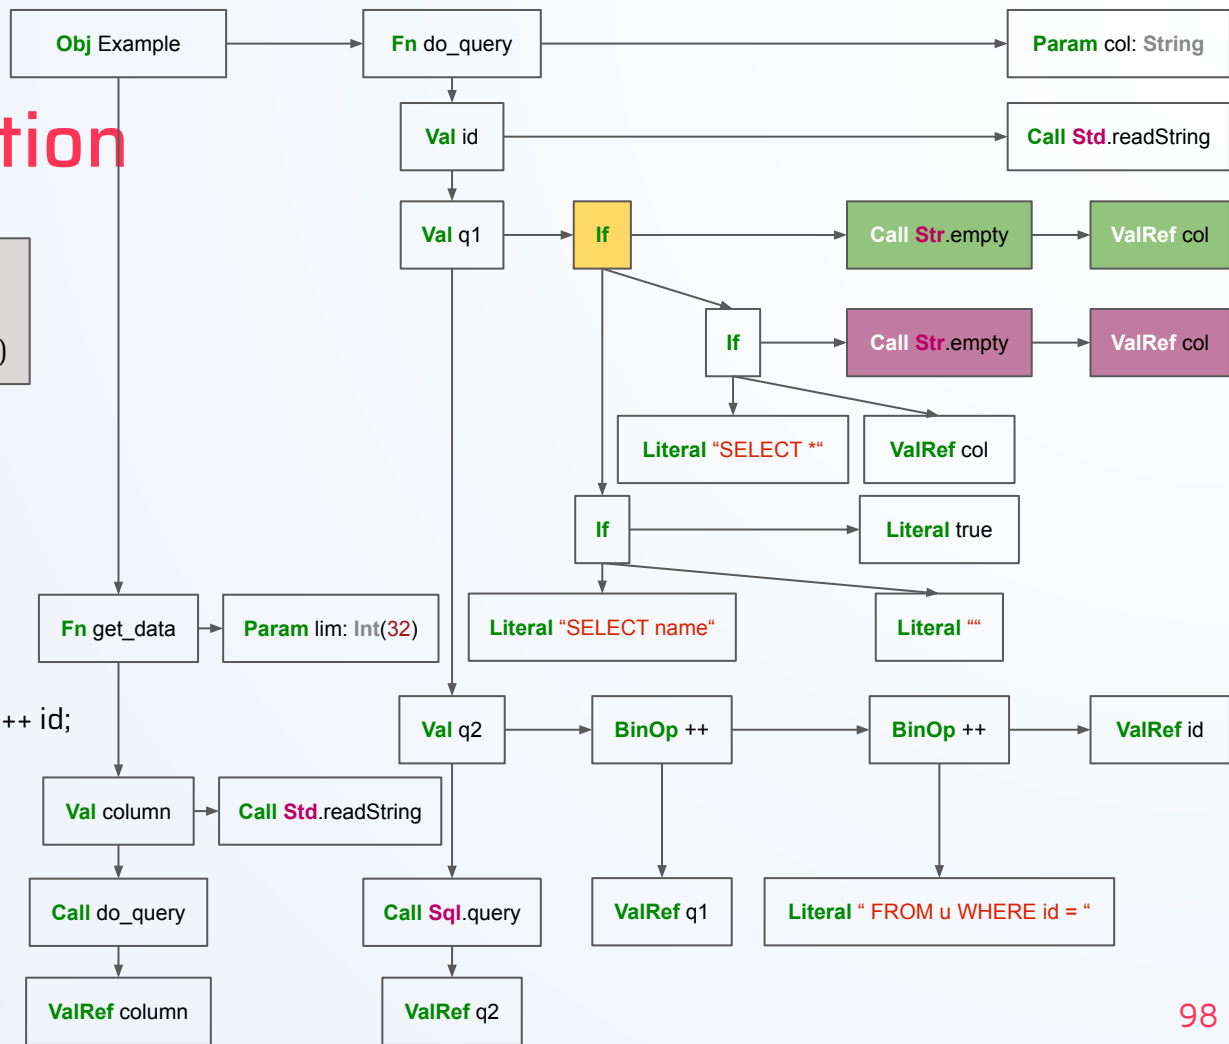 Obj Example
Fn do_query
Param col: String
tion
Val id
Call Std.readString
Val q1
If
Call Str.empty
ValRef col
)
If
Call Str.empty
ValRef col
Literal “SELECT *“
ValRef col
If
Literal true
Fn get_data
Param lim: Int(32)
Literal “SELECT name“
Literal ““
++ id;
Val q2
BinOp ++
BinOp ++
ValRef id
Val column
Call Std.readString
Call do_query
Call Sql.query
ValRef q1
Literal “ FROM u WHERE id = “
ValRef column
ValRef q2
98